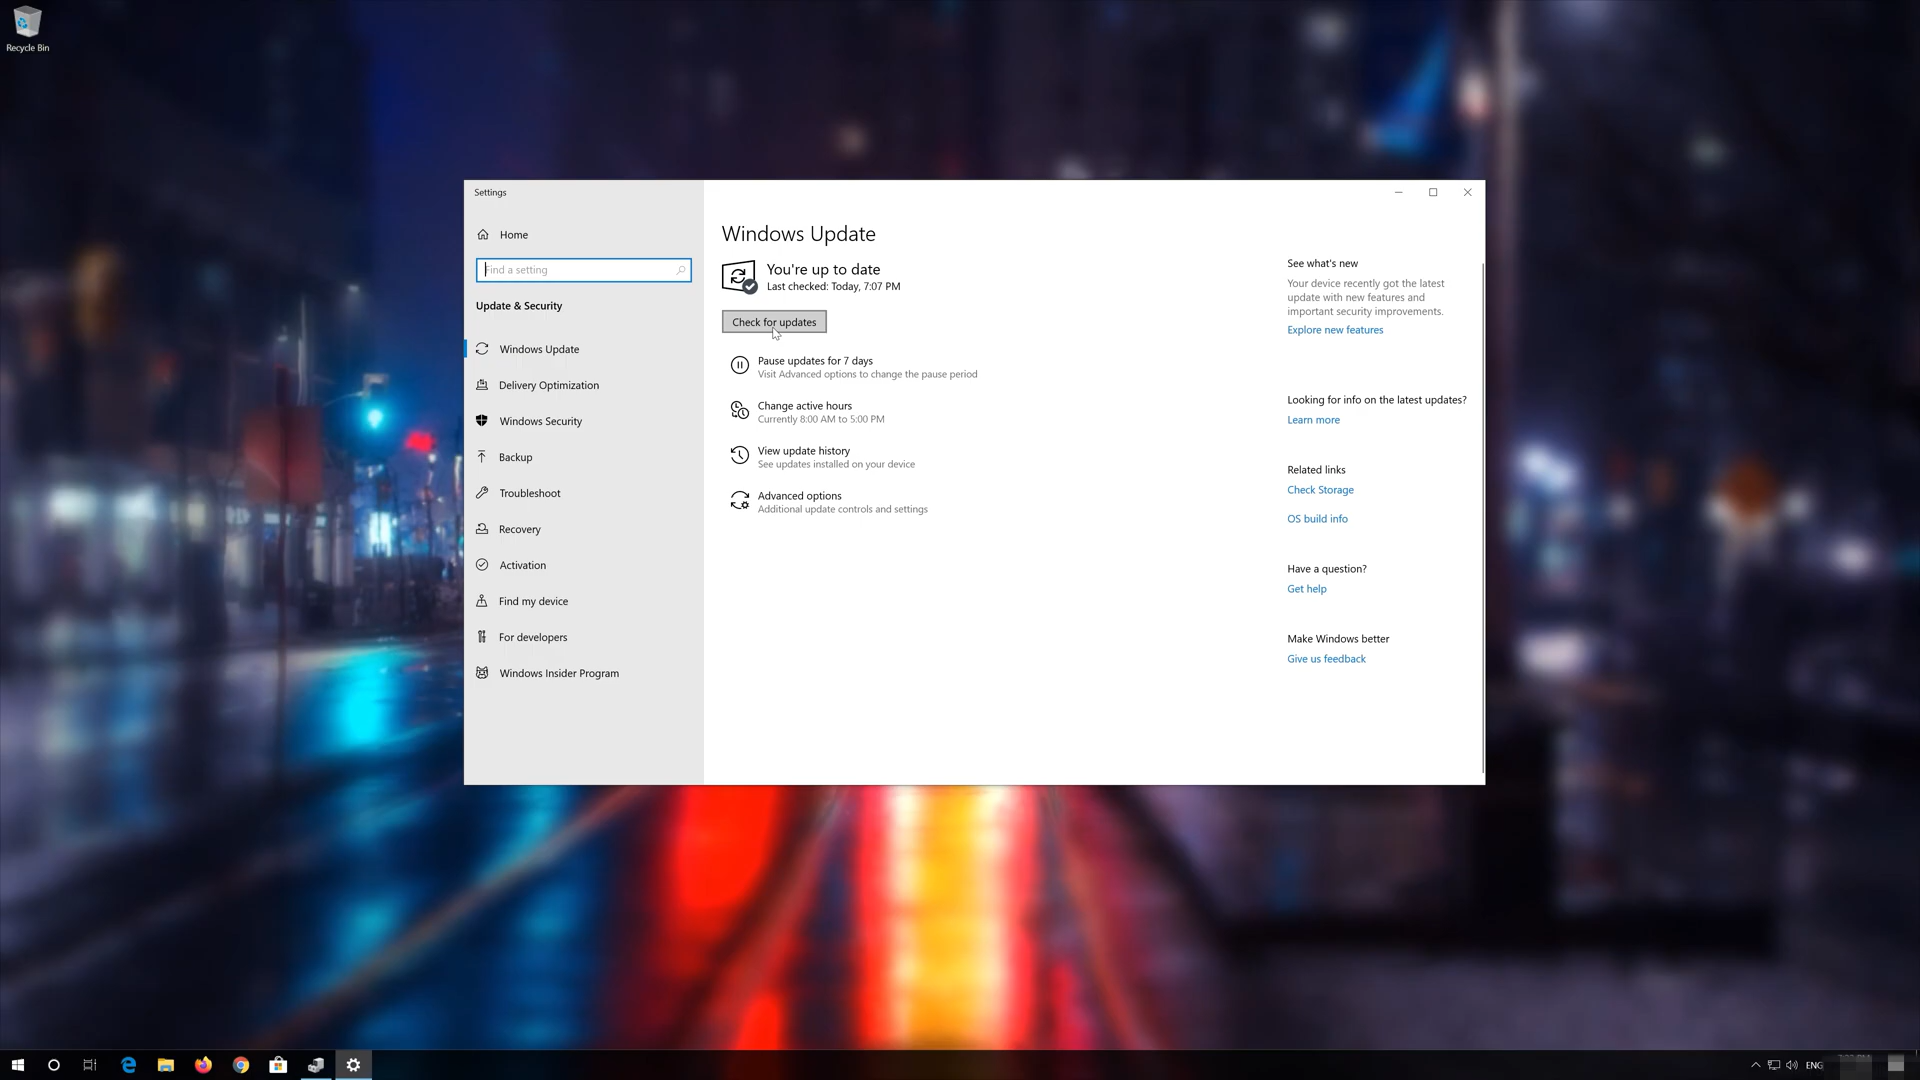 Recycle Bin
Settings
Home
Find a setting
Update & Security
Windows Update
Delivery Optimization
Windows Security
Backup
Troubleshoot
Recovery
Activation
Find my device
For developers
Windows Insider Program
Windows Update
You're up to date
Last checked: Today, 7:07 PM
Check for updates
Pause updates for 7 days
Visit Advanced options to change the pause period
Change active hours
Currently 8:00 AM to 5:00 PM
View update history
See updates installed on your device
Advanced options
Additional update controls and settings
See what's new
Your device recently got the latest
update with new features and
important security improvements.
Explore new features
Looking for info on the latest updates?
Learn more
Related links
Check Storage
OS build info
Have a question?
Get help
Make Windows better
Give us feedback
ENG